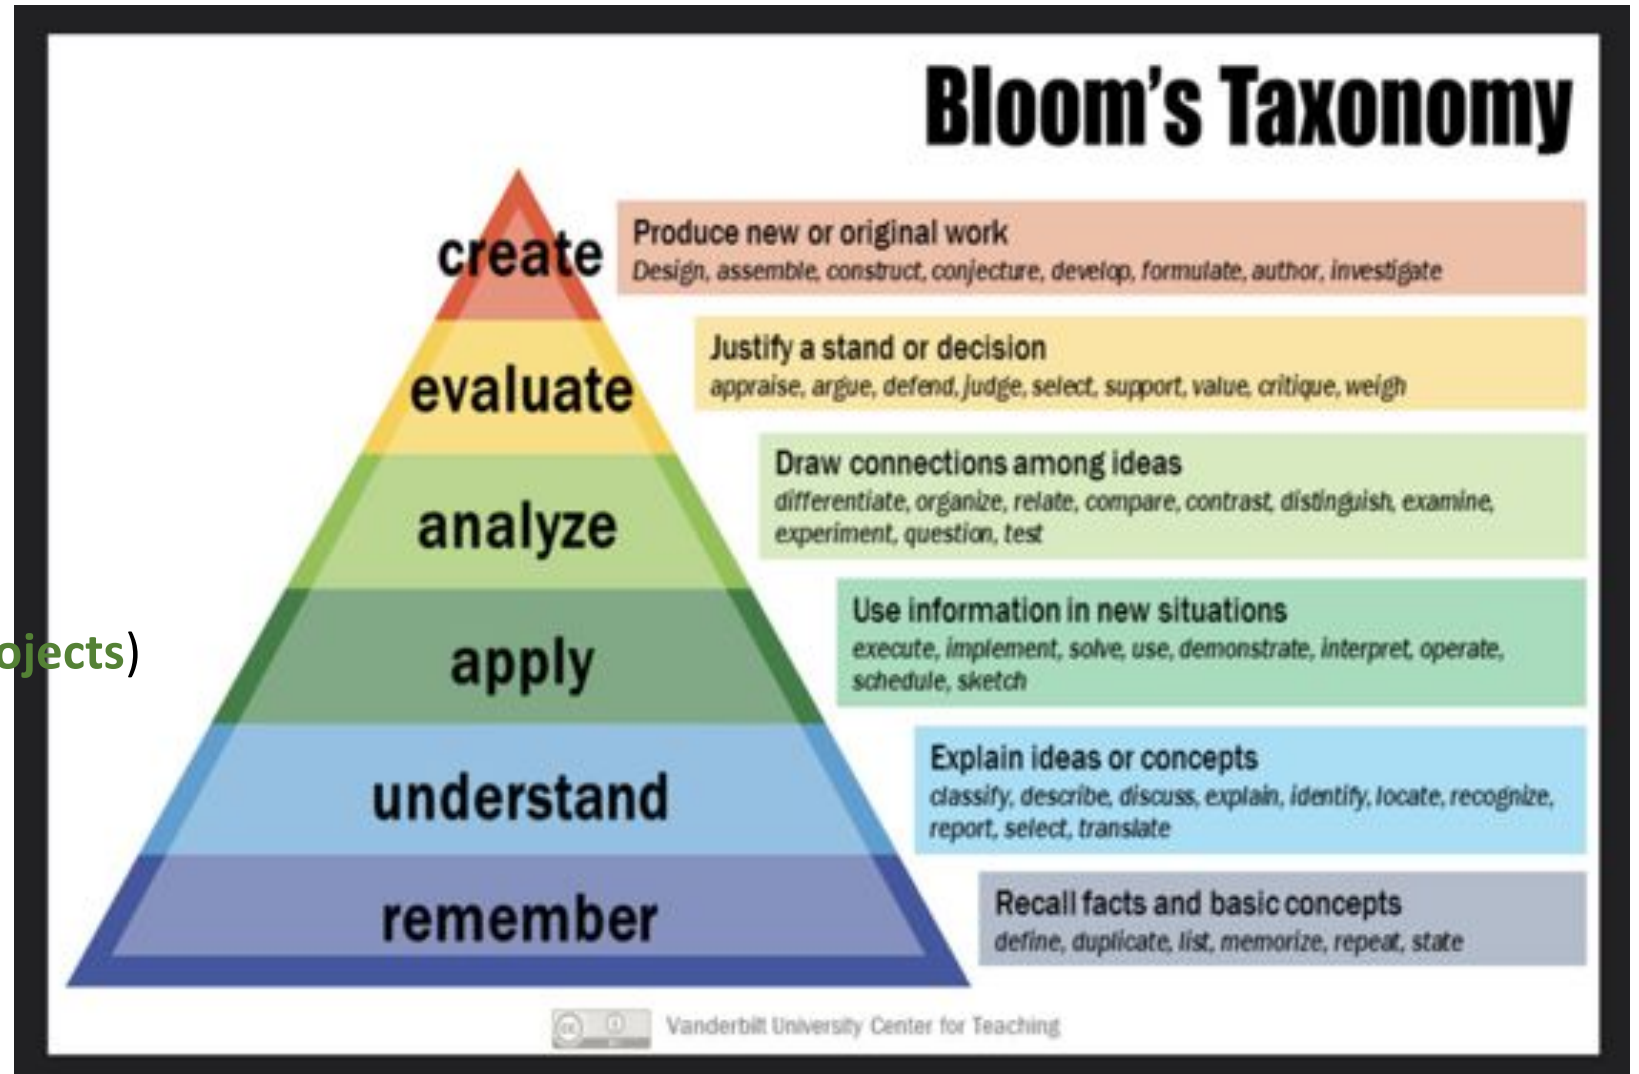 Bloom's Taxonomy
create
Produce new or original work
Design, assemble, construct, conjecture, develop, formulate, author, investigate
evaluate
Justify a stand or decision
appraise, argue, defend, judge, select, support, value, critique, weigh
analyze
Draw connections among ideas
differentiate, organize, relate, compare, contrast, distinguish, examine,
experiment, question, test
ojects)
apply
Use information in new situations
execute, implement, solve, use, demonstrate, interpret, operate,
schedule, sketch
understand
Explain ideas or concepts
classify, describe, discuss, explain, identify, locate, recognize,
report, select, translate
remember
Recall facts and basic concepts
define, duplicate, list, memorize, repeat, state
cc
Vanderbilt University Center for Teaching